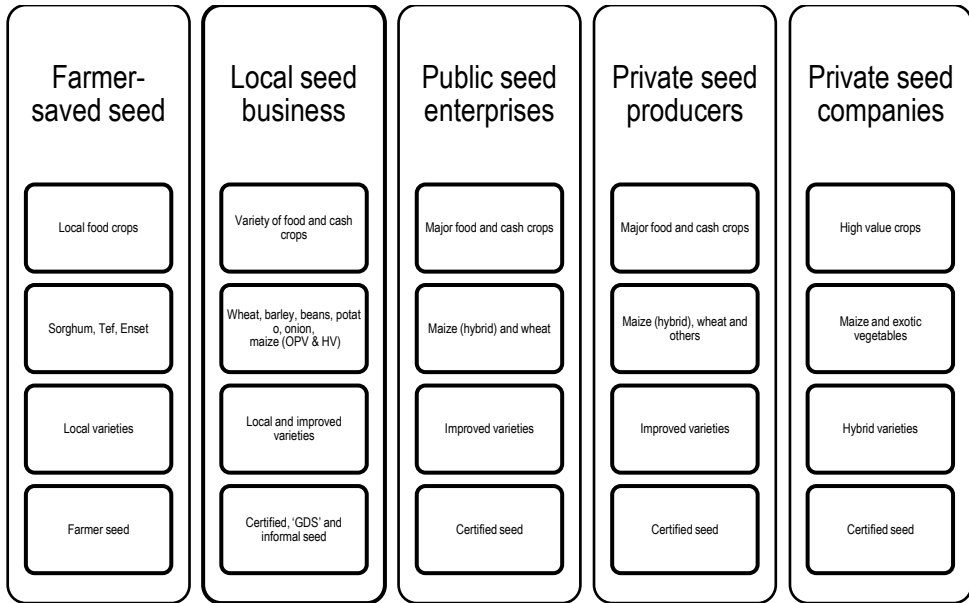 Farmer-
saved seed
Local food crops
Sorghum, Tef, Enset
Local varieties
Farmer seed
Local seed
business
Variety of food and cash
crops
Wheat, barley, beans, potat
o, onion,
maize (OPV & HV)
Local and improved
varieties
Certified, ‘GDS’ and
informal seed
Public seed
enterprises
Major food and cash crops
Maize (hybrid) and wheat
Improved varieties
Certified seed
Private seed
producers
Major food and cash crops
Maize (hybrid), wheat and
others
Improved varieties
Certified seed
Private seed
companies
High value crops
Maize and exotic
vegetables
Hybrid varieties
Certified seed